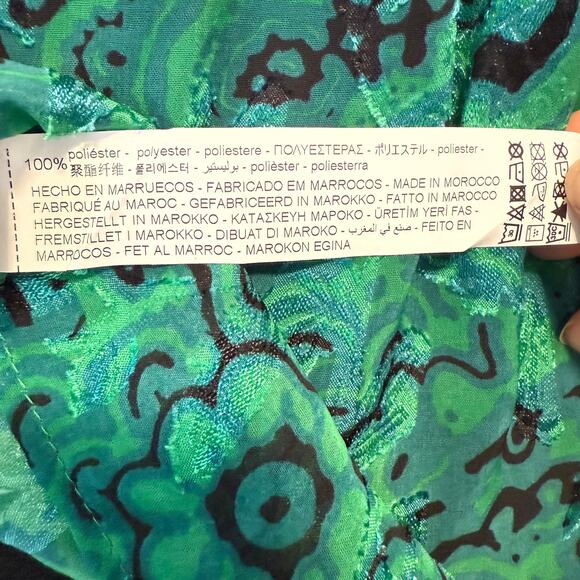 100% poliéster - polyester - poliestere - ΠΟΛΥΕΣΤΕΡΑΣ - ポリエステル - poliester -
聚酯纤维 - 폴리에스터 - بوليستير - polièster - poliesterra
HECHO EN MARRUECOS - FABRICADO EM MARROCOS - MADE IN MOROCCO
FABRIQUÉ AU MAROC - GEFABRICEERD IN MAROKKO - FATTO IN MAROCCO
HERGESTELLT IN MAROKKO - ΚΑΤΑΣΚΕΥΗ ΜΑΡΟΚΟ - ÜRETİM YERİ FAS -
FREMSTILLET I MAROKKO - DIBUAT DI MAROKO - صنع في المغرب - FEITO EN
MARROCOS - FET AL MARROC - MAROKON EGINA